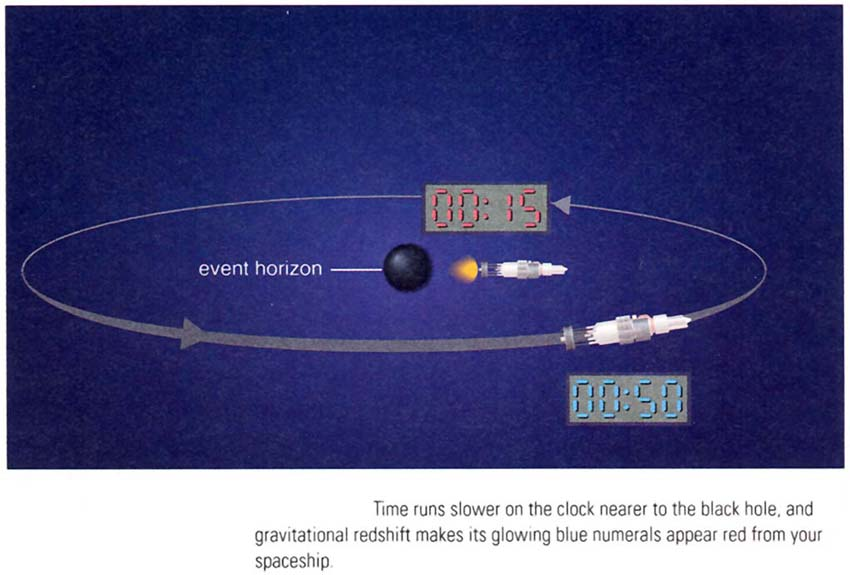 00:15
event horizon
00:50
Time runs slower on the clock nearer to the black hole, and
gravitational redshift makes its glowing blue numerals appear red from your
spaceship.